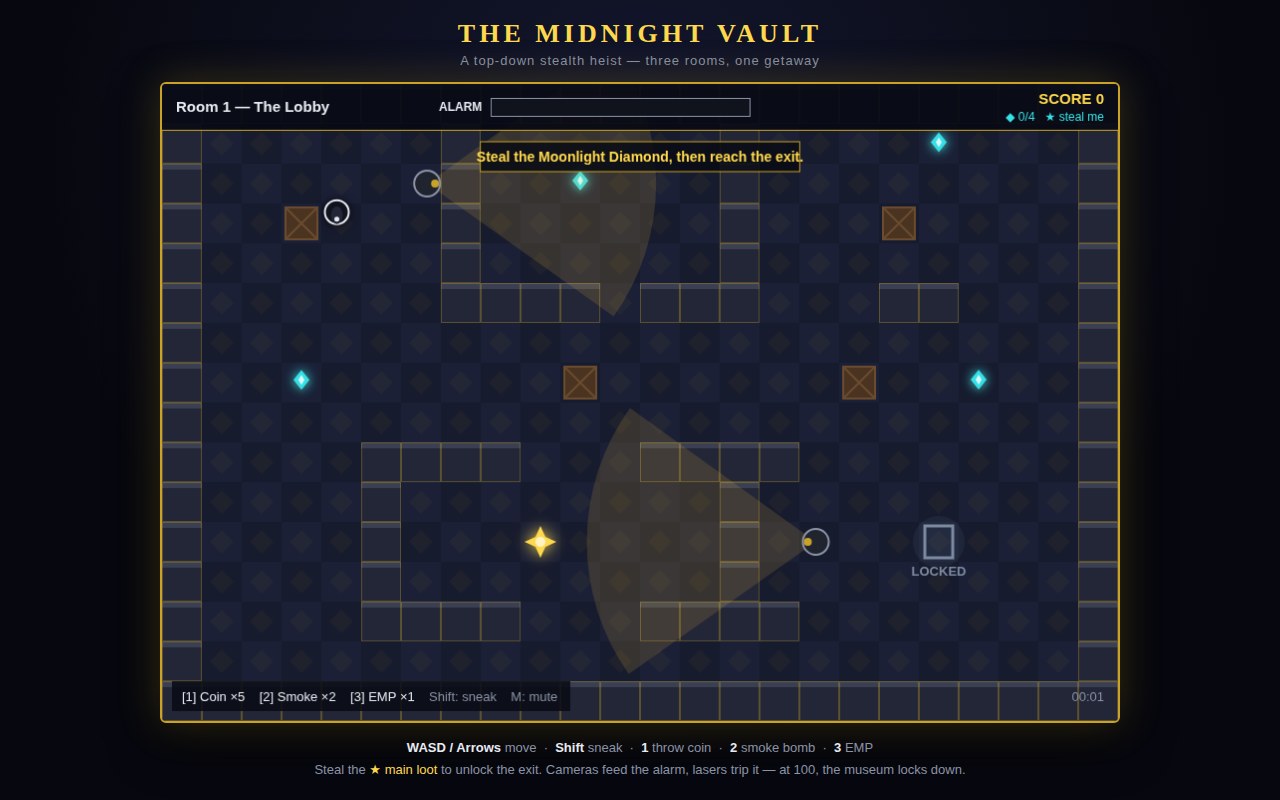 THE MIDNIGHT VAULT
A top-down stealth heist — three rooms, one getaway
Room 1 — The Lobby
ALARM
SCORE 0
◆ 0/4 ★ steal me
Steal the Moonlight Diamond, then reach the exit.
LOCKED
[1] Coin ×5 [2] Smoke ×2 [3] EMP ×1 Shift: sneak M: mute
00:01
WASD / Arrows move · Shift sneak · 1 throw coin · 2 smoke bomb · 3 EMP
Steal the ★ main loot to unlock the exit. Cameras feed the alarm, lasers trip it — at 100, the museum locks down.